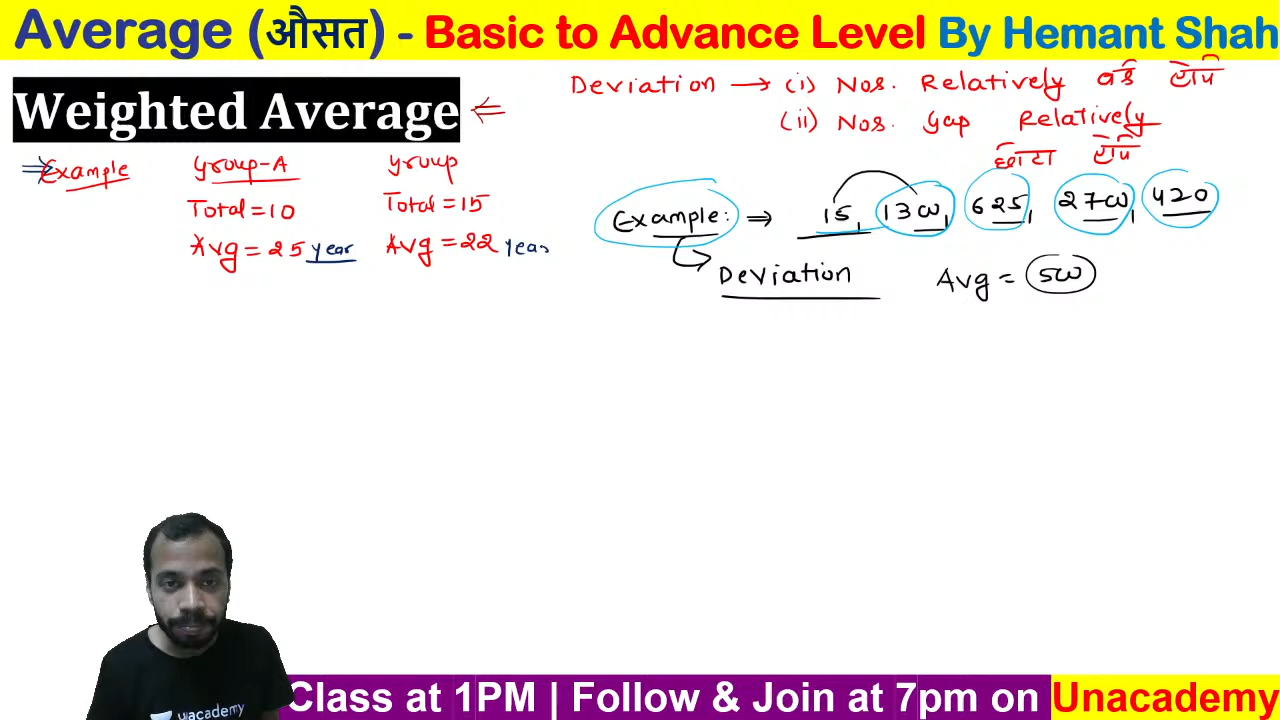 Average (औसत) - Basic to Advance Level By Hemant Shah
Weighted Average
Deviation → (i) Nos. Relatively बड़े होने
(ii) Nos. gap Relatively
छोटा होने
⇒ Example Group-A Group
Total = 10 Total = 15
Avg = 25 year Avg = 22 year
Example: ⇒ 15, 1300, 625, 2700, 420
Deviation Avg = 500
unacademy
Class at 1PM | Follow & Join at 7pm on Unacademy